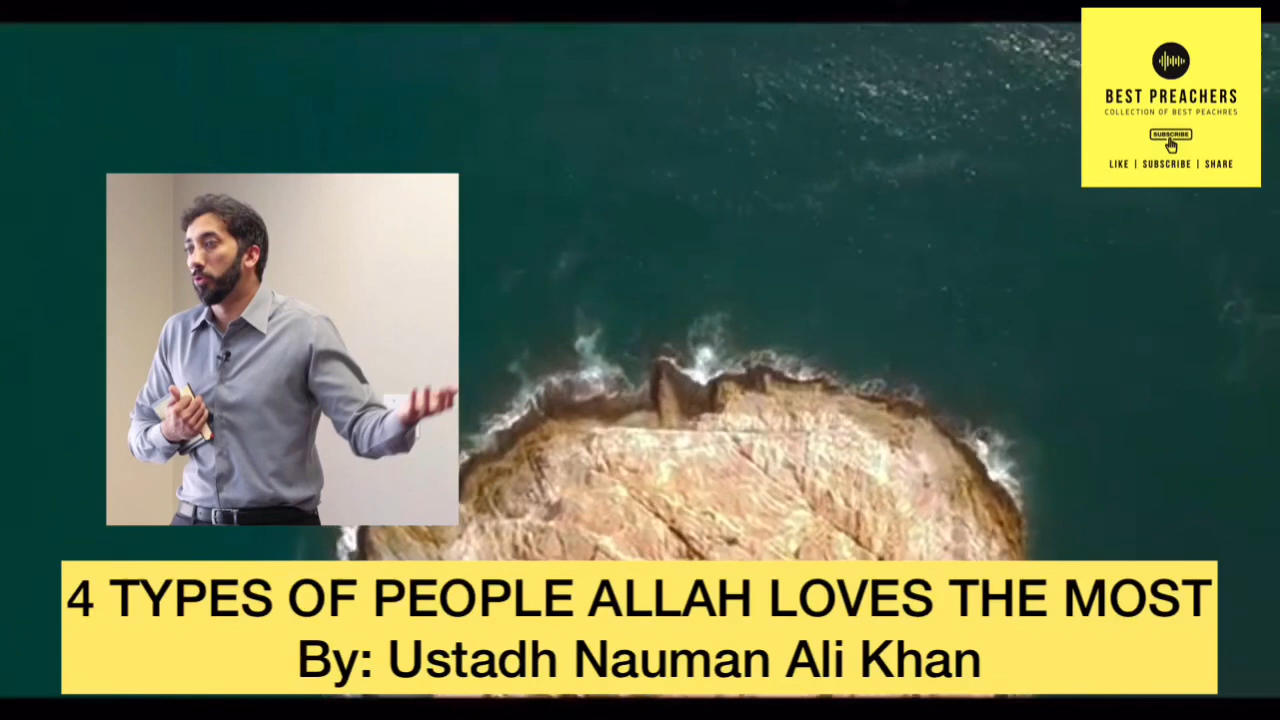 BEST PREACHERS
COLLECTION OF BEST PEACHRES
SUBSCRIBE
LIKE | SUBSCRIBE | SHARE
4 TYPES OF PEOPLE ALLAH LOVES THE MOST
By: Ustadh Nauman Ali Khan